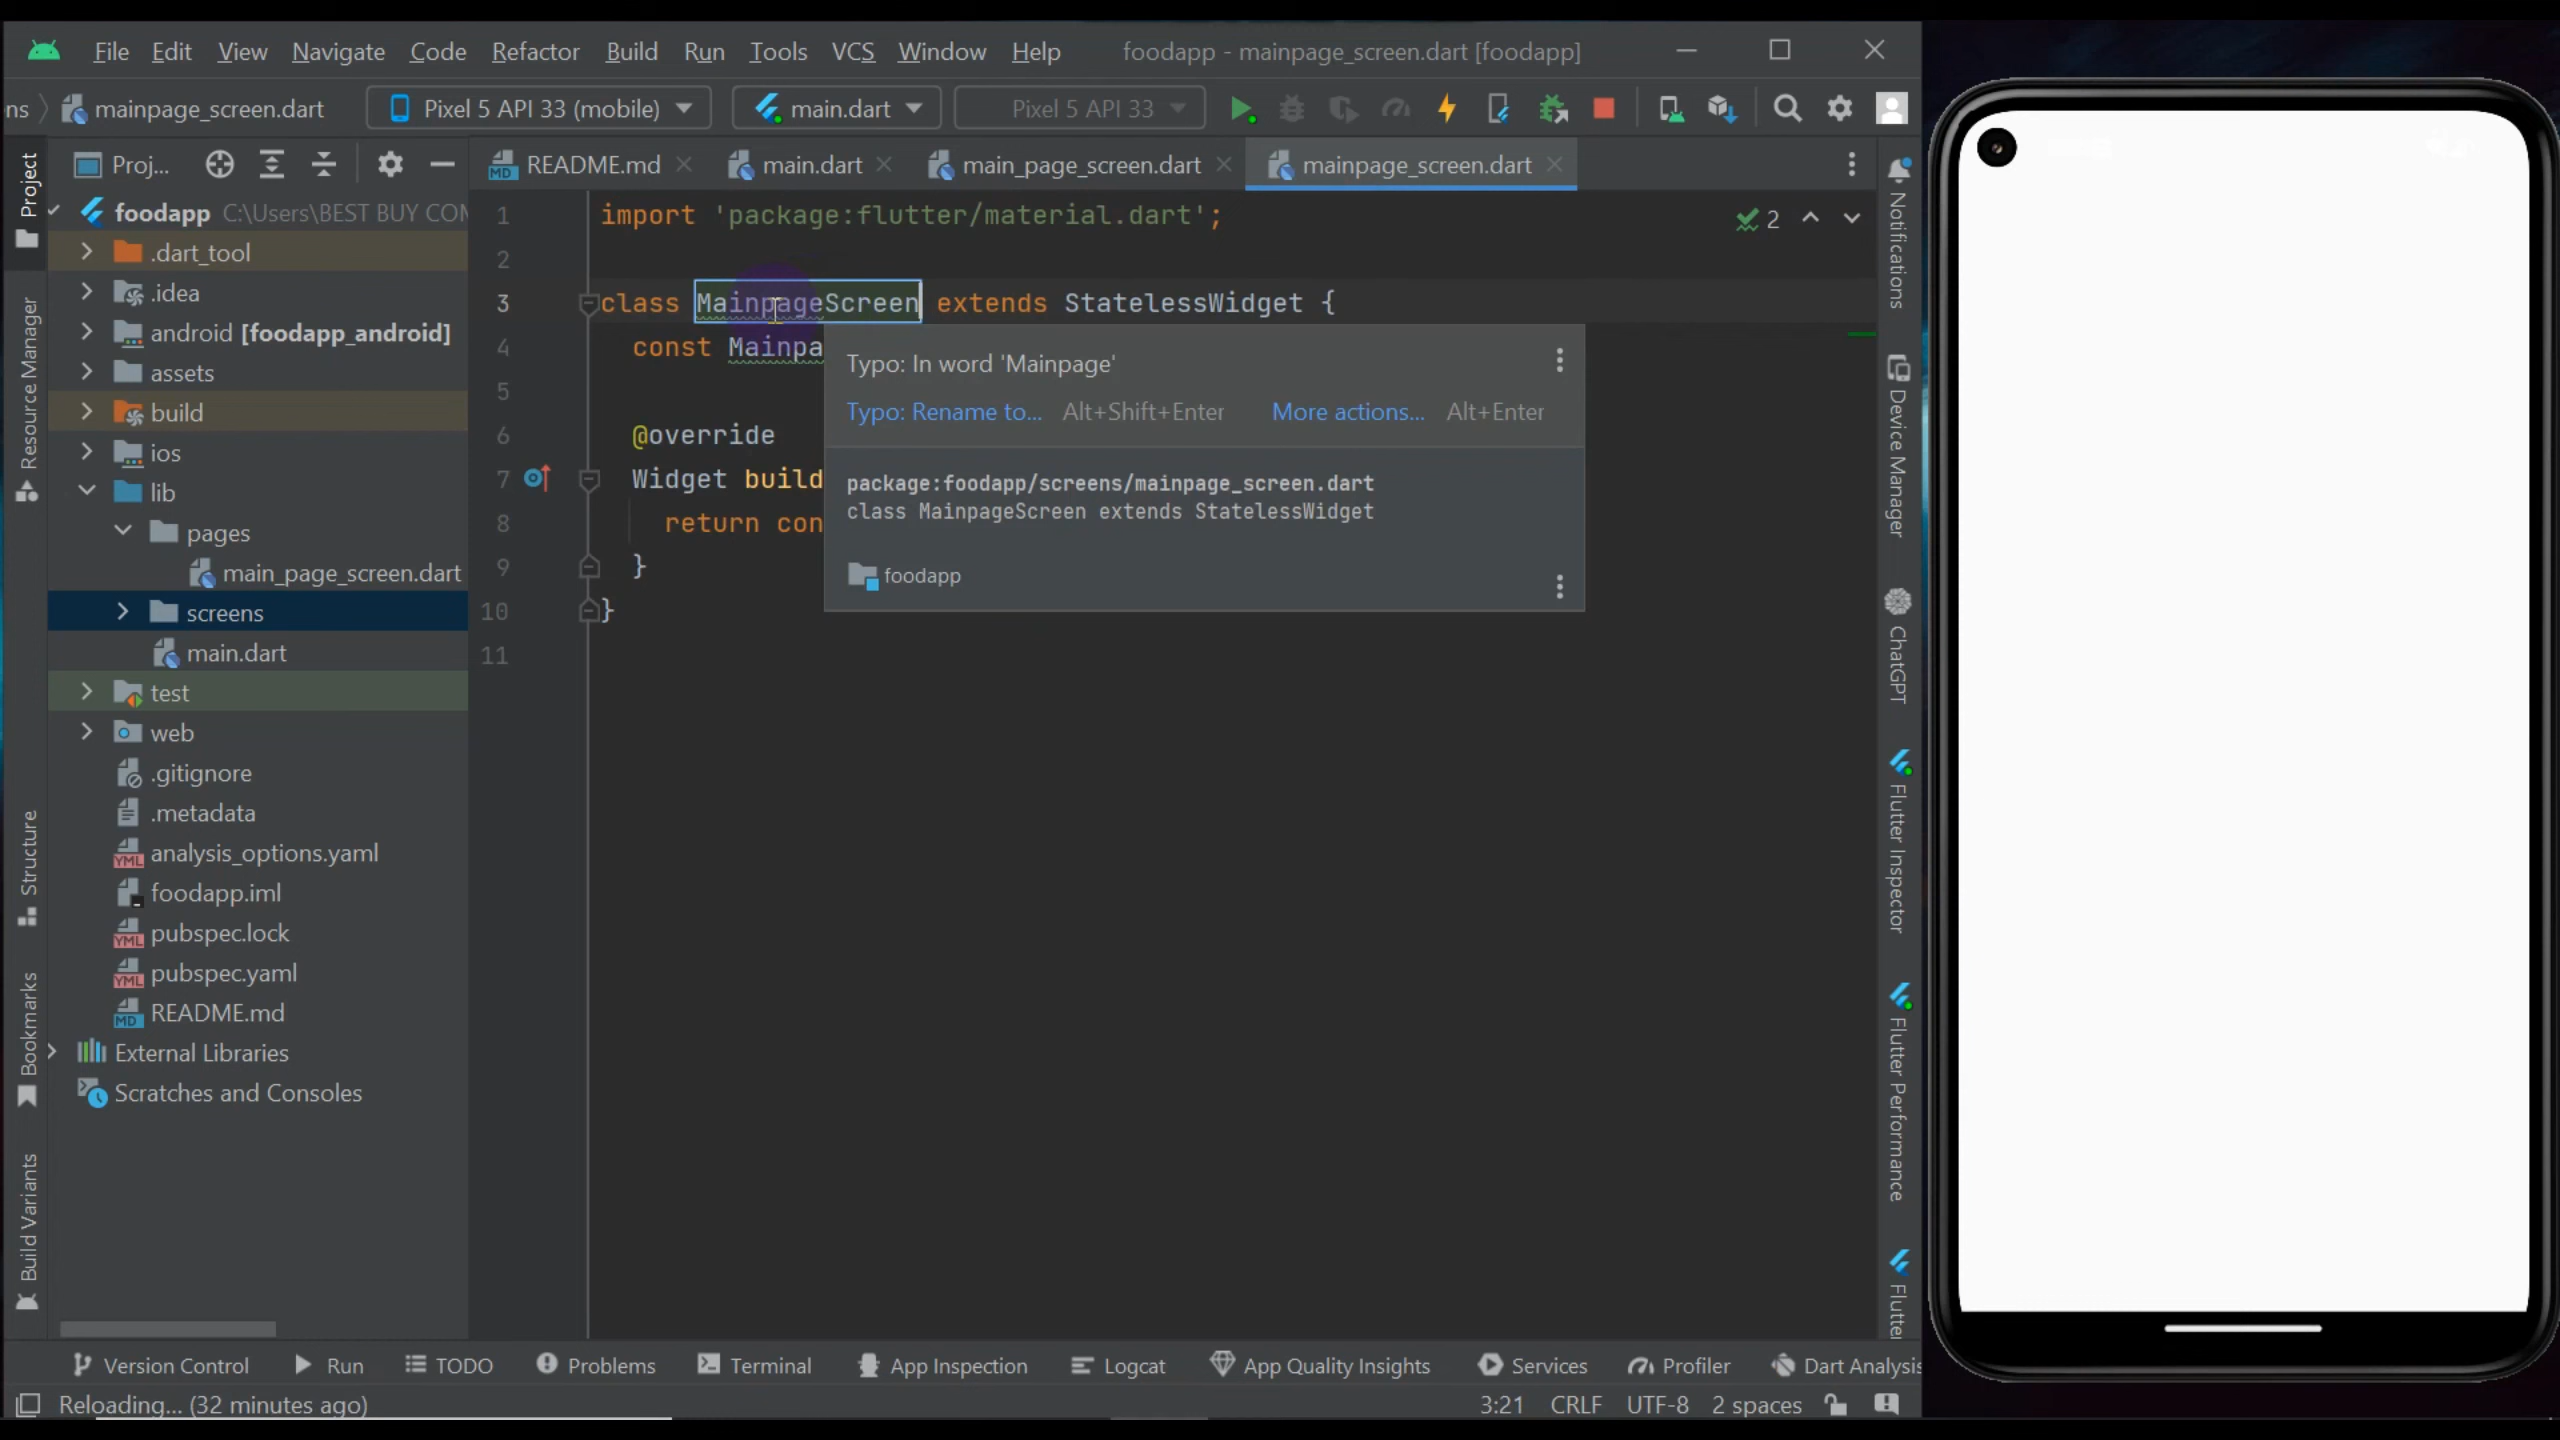 File Edit View Navigate Code Refactor Build Run Tools VCS Window Help foodapp - mainpage_screen.dart [foodapp]
ns mainpage_screen.dart Pixel 5 API 33 (mobile) main.dart Pixel 5 API 33
Proj... README.md main.dart main_page_screen.dart mainpage_screen.dart
Project
Resource Manager
Structure
Bookmarks
Build Variants
foodapp C:\Users\BEST BUY COM
.dart_tool
.idea
android [foodapp_android]
assets
build
ios
lib
pages
main_page_screen.dart
screens
main.dart
test
web
.gitignore
.metadata
analysis_options.yaml
foodapp.iml
pubspec.lock
pubspec.yaml
README.md
External Libraries
Scratches and Consoles
1 import 'package:flutter/material.dart'; 2
2
3 class MainpageScreen extends StatelessWidget {
4 const Mainpa
5
6 @override
7 Widget build
8 return con
9 }
10 }
11
Typo: In word 'Mainpage'
Typo: Rename to... Alt+Shift+Enter More actions... Alt+Enter
package:foodapp/screens/mainpage_screen.dart
class MainpageScreen extends StatelessWidget
foodapp
Notifications
Device Manager
ChatGPT
Flutter Inspector
Flutter Performance
Flutter
Version Control Run TODO Problems Terminal App Inspection Logcat App Quality Insights Services Profiler Dart Analysis
Reloading... (32 minutes ago) 3:21 CRLF UTF-8 2 spaces